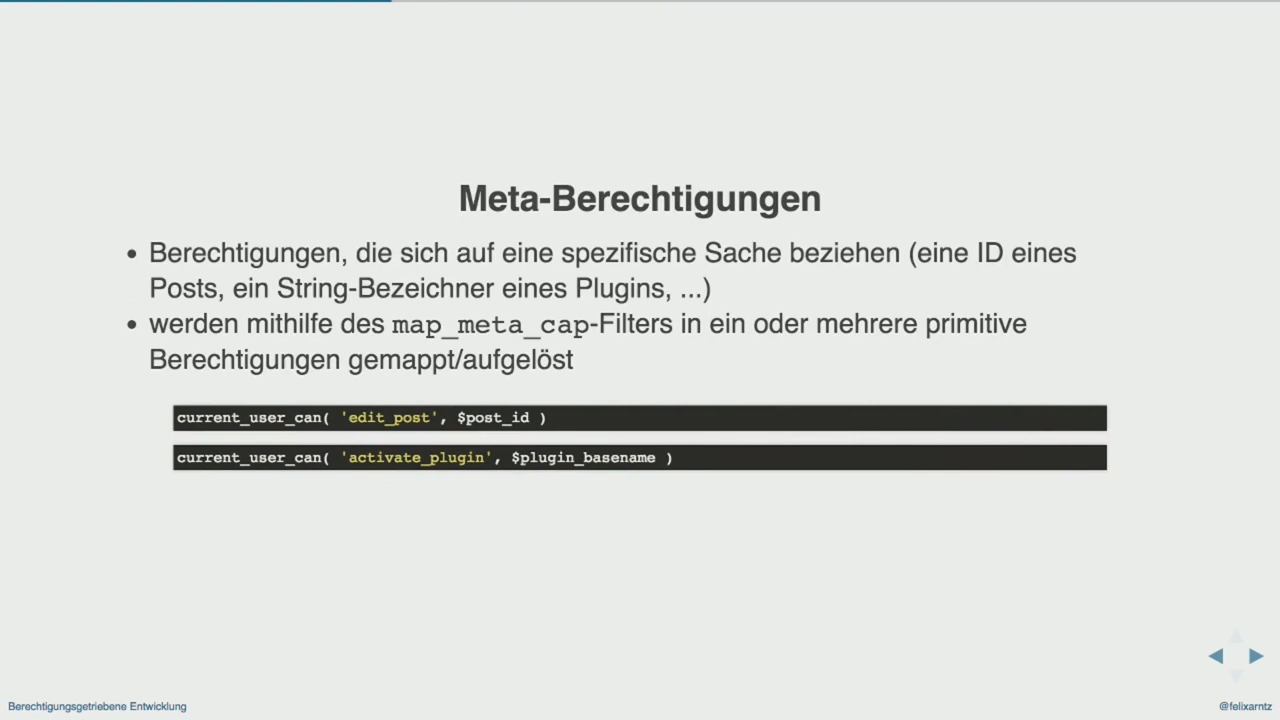 Meta-Berechtigungen
• Berechtigungen, die sich auf eine spezifische Sache beziehen (eine ID eines
Posts, ein String-Bezeichner eines Plugins, ...)
• werden mithilfe des map_meta_cap-Filters in ein oder mehrere primitive
Berechtigungen gemappt/aufgelöst
current_user_can( 'edit_post', $post_id )
current_user_can( 'activate_plugin', $plugin_basename )
Berechtigungsgetriebene Entwicklung
@felixarntz